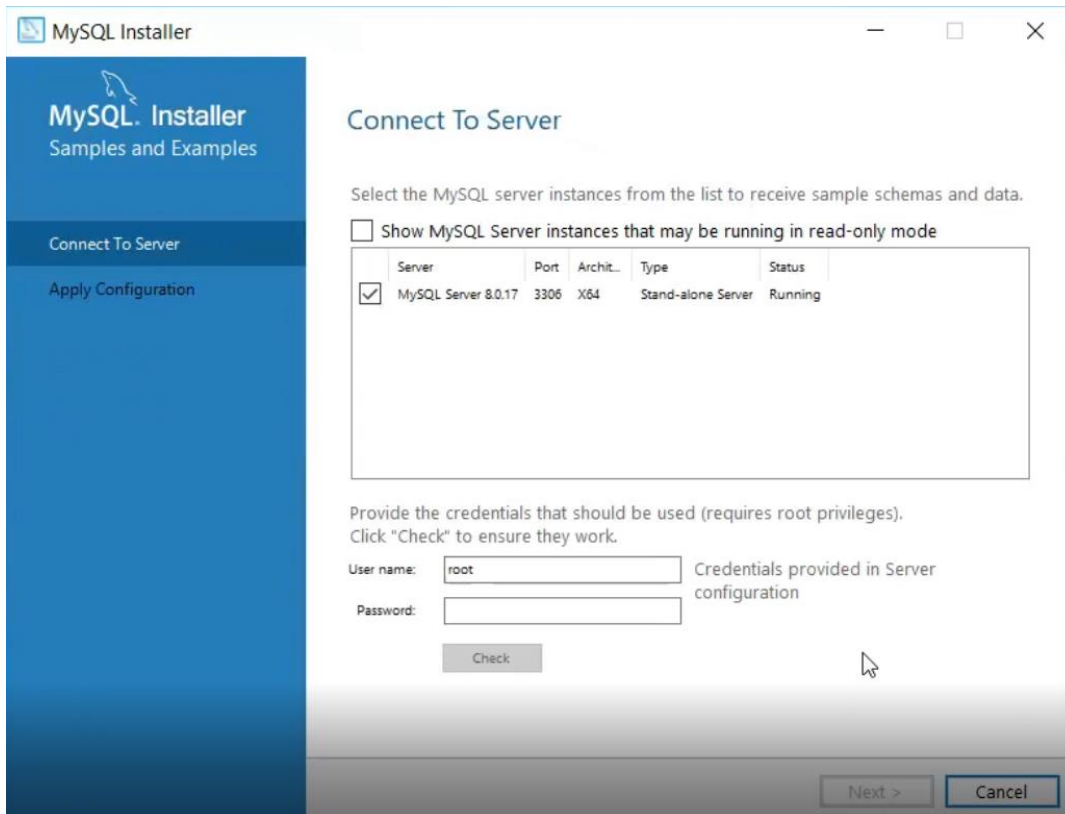 MySQL Installer
MySQL. Installer
Samples and Examples
Connect To Server
Apply Configuration
Connect To Server
Select the MySQL server instances from the list to receive sample schemas and data.
Show MySQL Server instances that may be running in read-only mode
Server Port Archit... Type Status
MySQL Server 8.0.17 3306 X64 Stand-alone Server Running
Provide the credentials that should be used (requires root privileges).
Click "Check" to ensure they work.
User name: root
Credentials provided in Server
configuration
Password:
Check
Next > Cancel